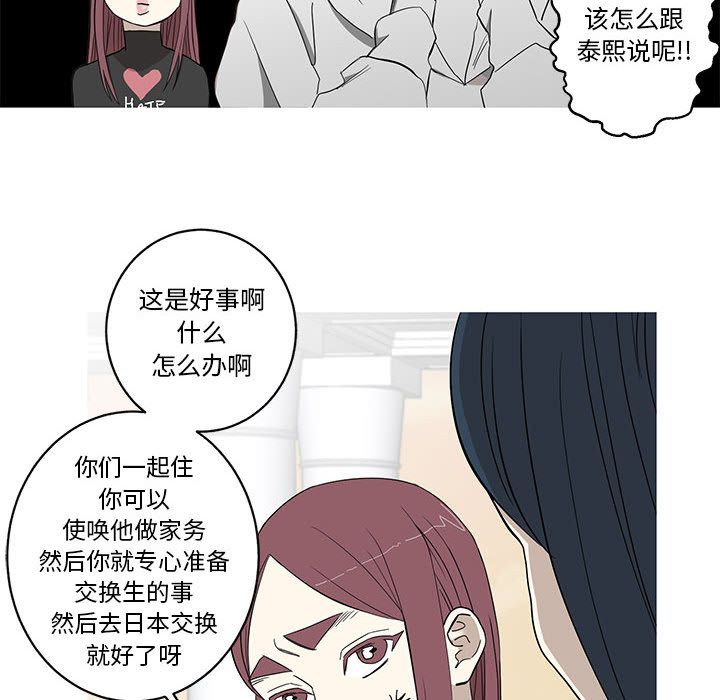 该怎么跟
泰熙说呢!!
HATE
这是好事啊
什么
怎么办啊
你们一起住
你可以
使唤他做家务
然后你就专心准备
交换生的事
然后去日本交换
就好了呀